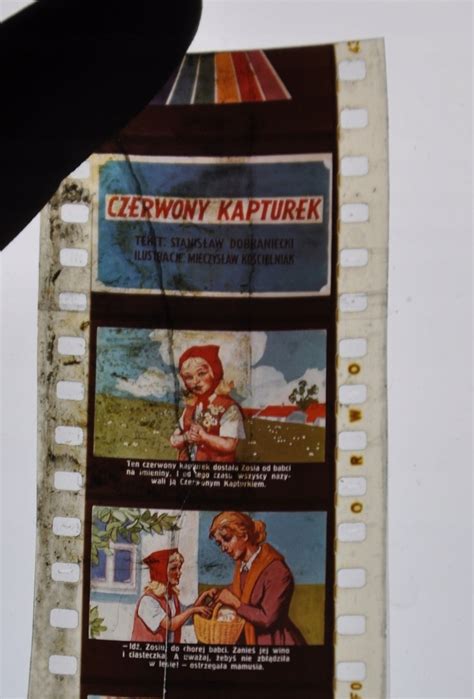 CZERWONY KAPTUREK
TEKST: STANISŁAW DOBRANIECKI
ILUSTRACJE: MIECZYSŁAW KOŚCIELNIAK
Ten czerwony kapturek dostała Zosia od babci
na imieniny. I od tego czasu wszyscy nazy-
wali ją Czerwonym Kapturkiem.
ORWO
— Idź, Zosiu, do chorej babci. Zanieś jej wino
i ciasteczka. A uważaj, żebyś nie zbłądziła
w lesie! — ostrzegała mamusia.